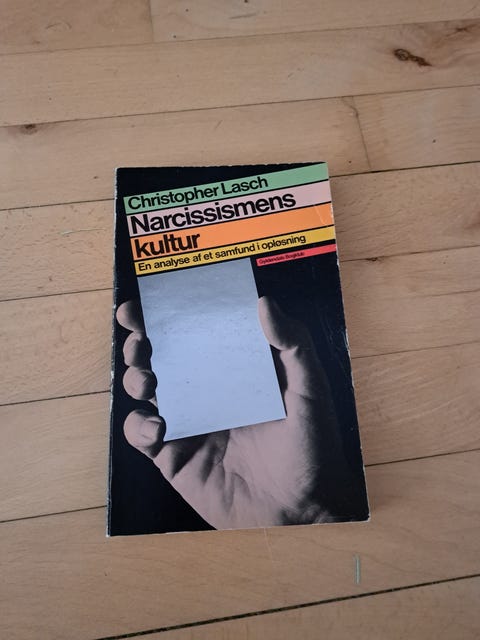 Christopher Lasch
Narcissismens
kultur
En analyse af et samfund i opløsning
Gyldendals Bogklub